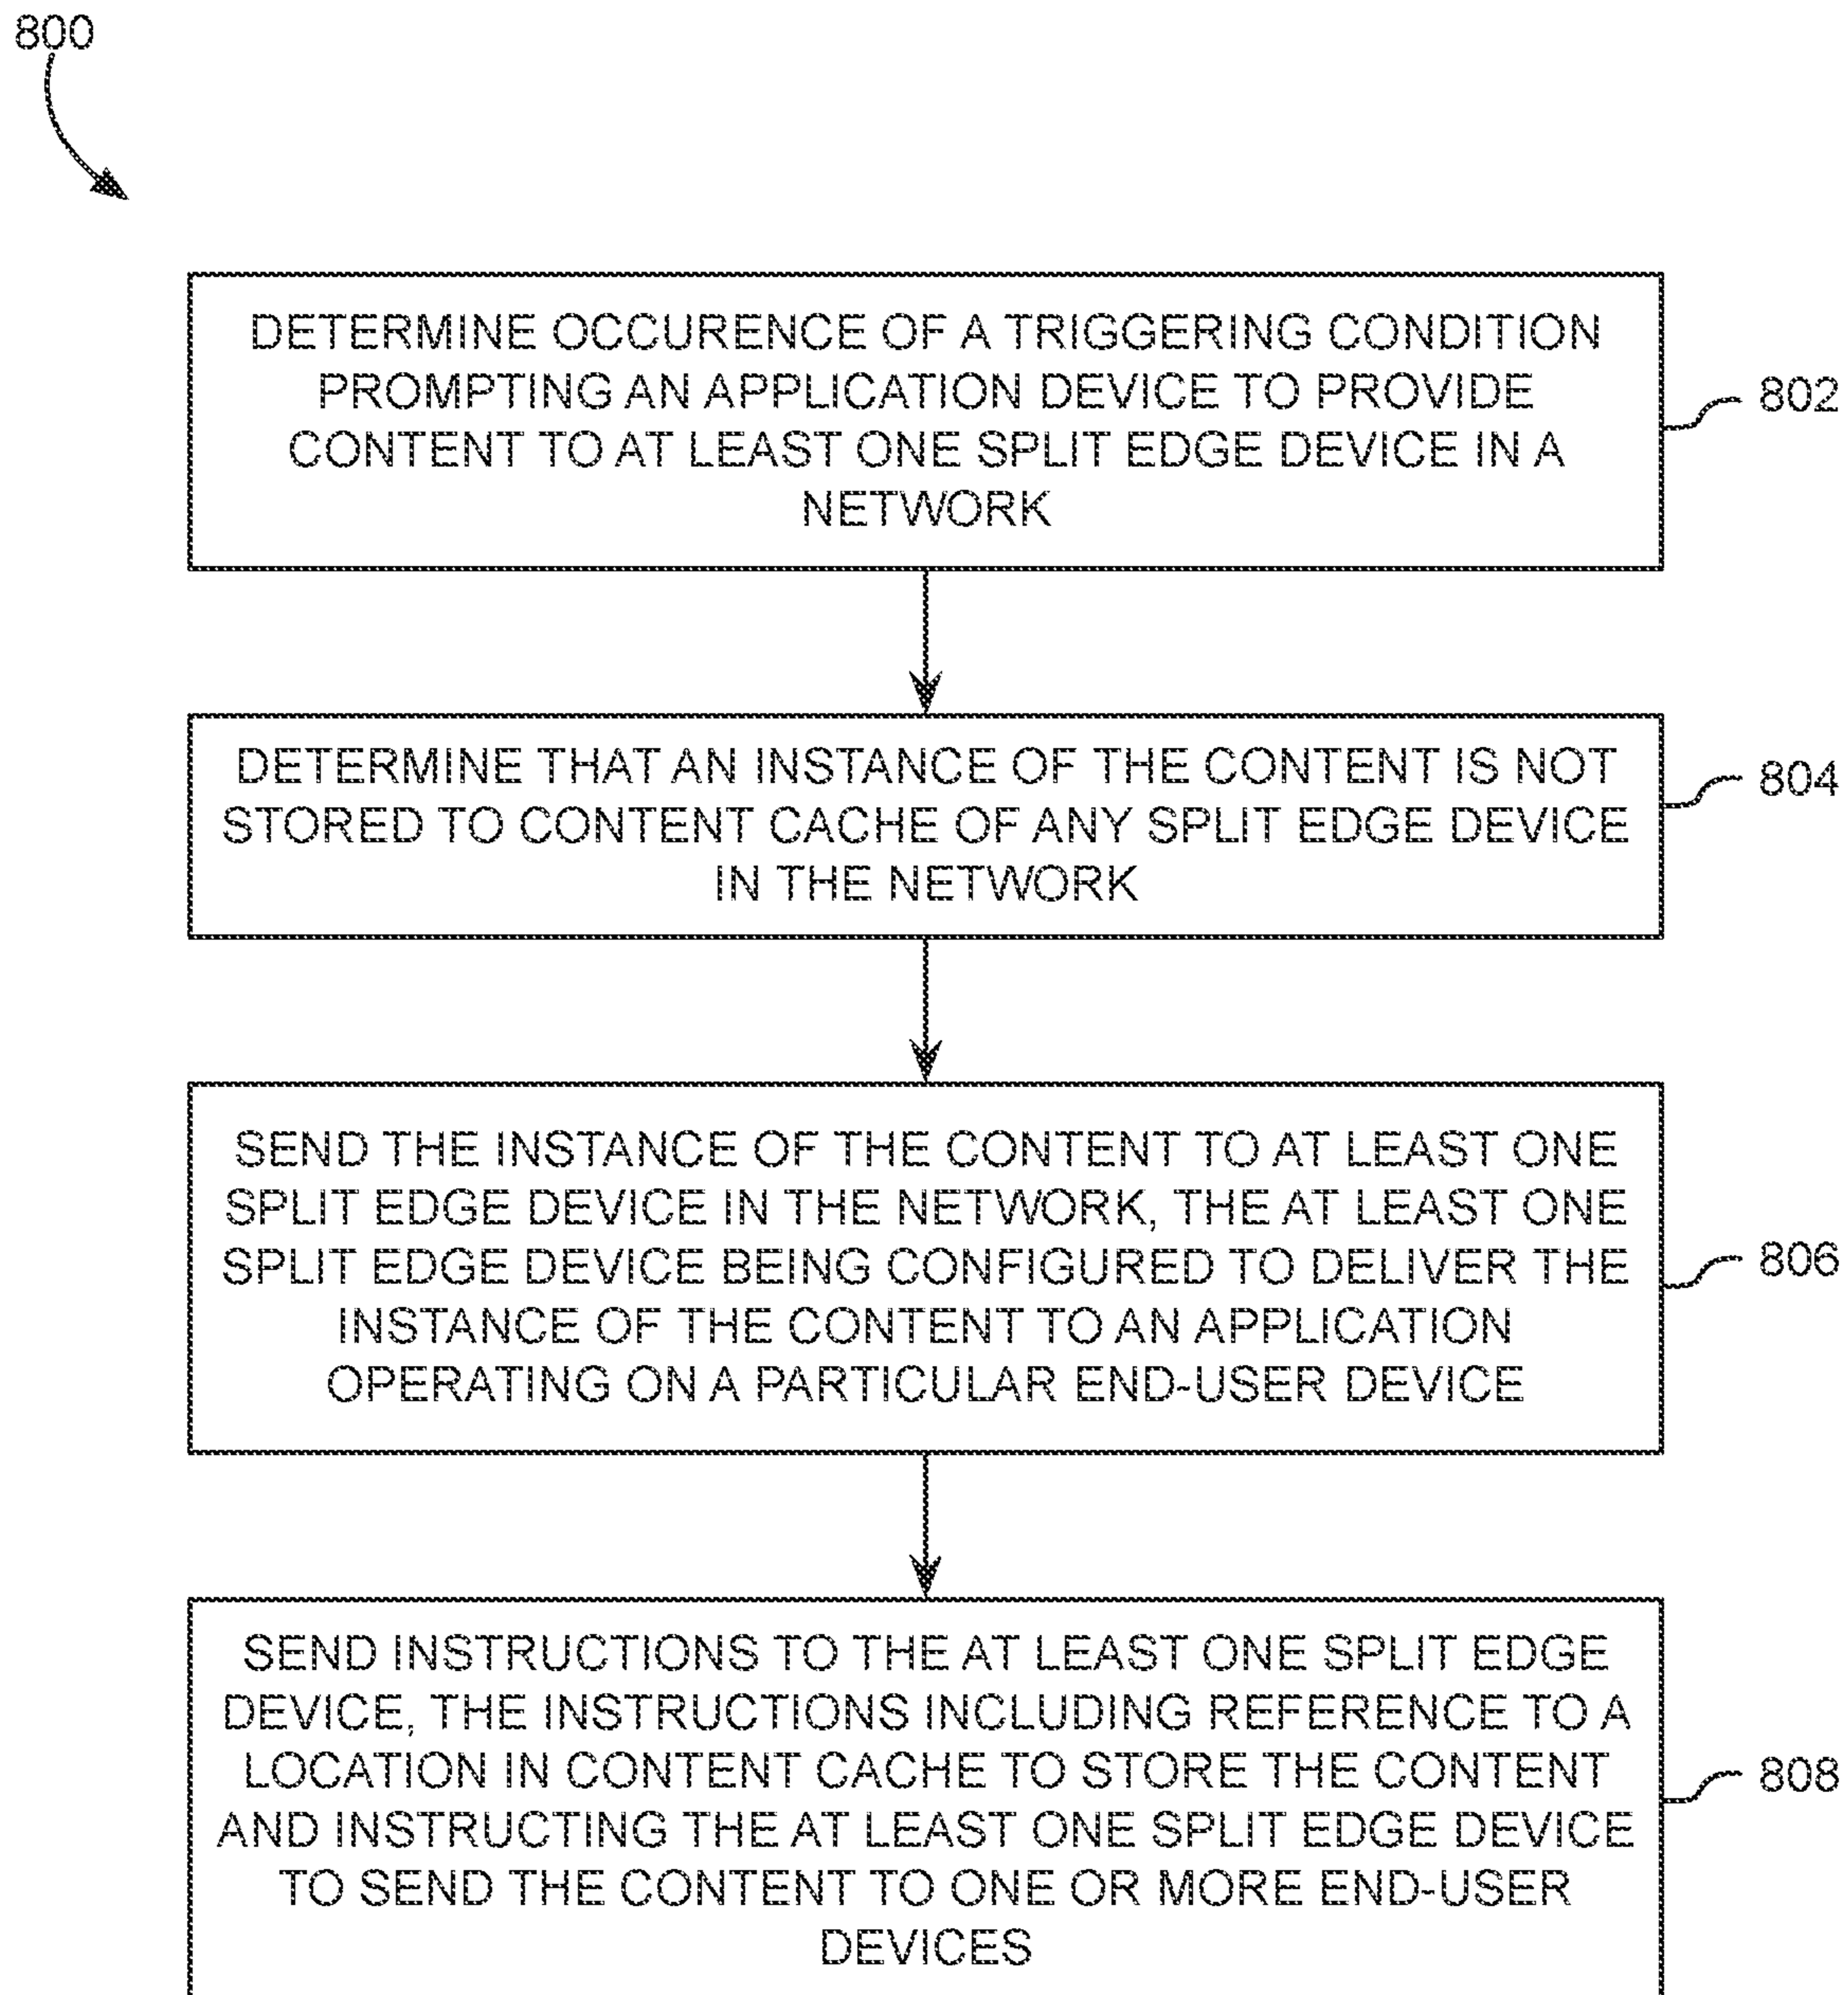 800
DETERMINE OCCURENCE OF A TRIGGERING CONDITION
PROMPTING AN APPLICATION DEVICE TO PROVIDE
CONTENT TO AT LEAST ONE SPLIT EDGE DEVICE IN A
NETWORK
802
DETERMINE THAT AN INSTANCE OF THE CONTENT IS NOT
STORED TO CONTENT CACHE OF ANY SPLIT EDGE DEVICE
IN THE NETWORK
804
SEND THE INSTANCE OF THE CONTENT TO AT LEAST ONE
SPLIT EDGE DEVICE IN THE NETWORK, THE AT LEAST ONE
SPLIT EDGE DEVICE BEING CONFIGURED TO DELIVER THE
INSTANCE OF THE CONTENT TO AN APPLICATION
OPERATING ON A PARTICULAR END-USER DEVICE
806
SEND INSTRUCTIONS TO THE AT LEAST ONE SPLIT EDGE
DEVICE, THE INSTRUCTIONS INCLUDING REFERENCE TO A
LOCATION IN CONTENT CACHE TO STORE THE CONTENT
AND INSTRUCTING THE AT LEAST ONE SPLIT EDGE DEVICE
TO SEND THE CONTENT TO ONE OR MORE END-USER
DEVICES
808